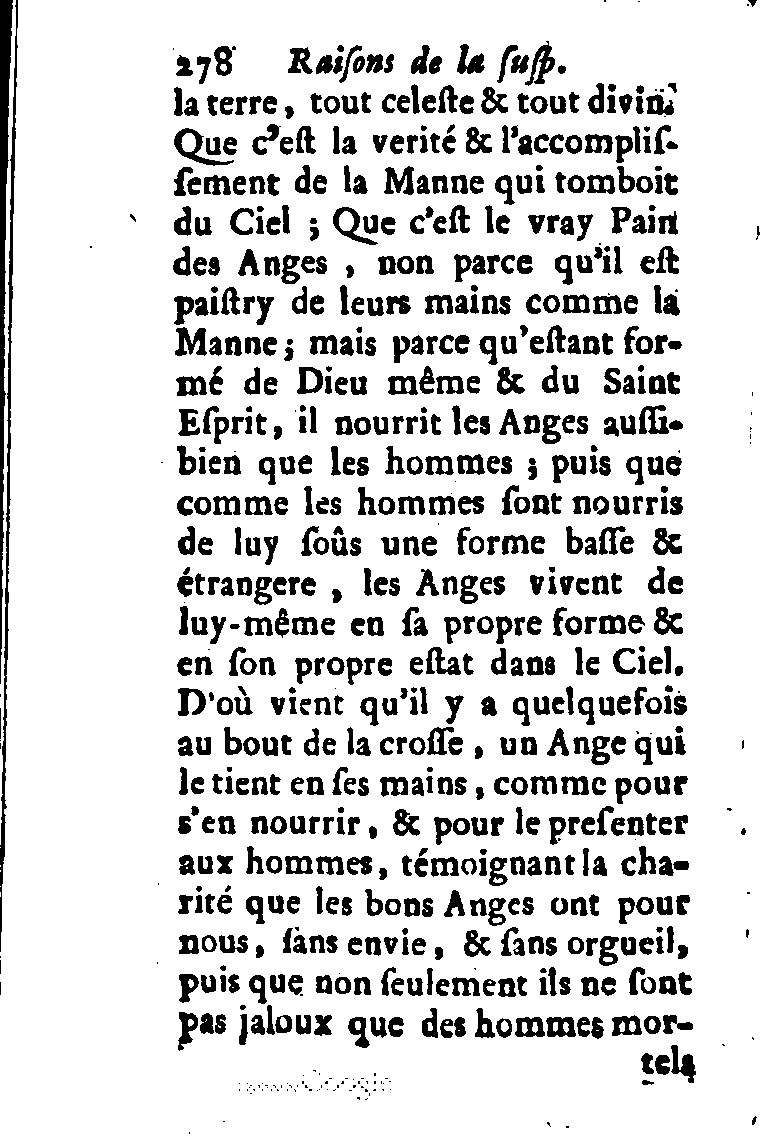 278 Raiſons de la ſuſp.
la terre, tout celeſte & tout divin.
Que c'eſt la verité & l'accompliſ-
ſement de la Manne qui tomboit
du Ciel ; Que c'eſt le vray Pain
des Anges , non parce qu'il eſt
paiſtry de leurs mains comme la
Manne ; mais parce qu'eſtant for-
mé de Dieu même & du Saint
Eſprit, il nourrit les Anges auſſi-
bien que les hommes ; puis que
comme les hommes ſont nourris
de luy ſoûs une forme baſſe &
étrangere , les Anges vivent de
luy-même en ſa propre forme &
en ſon propre eſtat dans le Ciel.
D'où vient qu'il y a quelquefois
au bout de la croſſe , un Ange qui
le tient en ſes mains , comme pour
s'en nourrir, & pour le preſenter
aux hommes, témoignant la cha-
rité que les bons Anges ont pour
nous, ſans envie, & ſans orgueil,
puis que non ſeulement ils ne ſont
pas jaloux que des hommes mor-
tels
Google